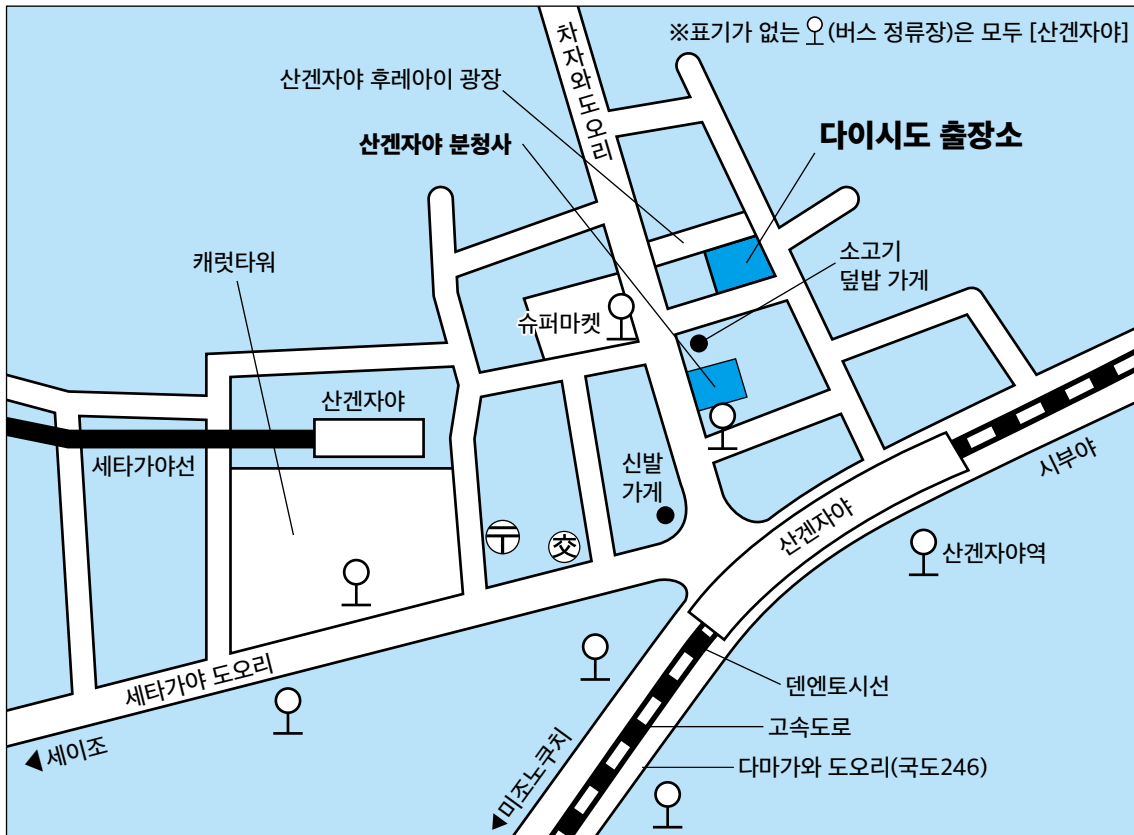 ※표기가 없는 (버스 정류장)은 모두 [산겐자야]
차자와도오리
산겐자야 후레아이 광장
산겐자야 분청사
다이시도 출장소
캐럿타워
소고기
덮밥 가게
슈퍼마켓
산겐자야
세타가야선
신발
가게
〒
交
산겐자야
시부야
산겐자야역
세타가야 도오리
세이조
미조노쿠치
덴엔토시선
고속도로
다마가와 도오리(국도246)